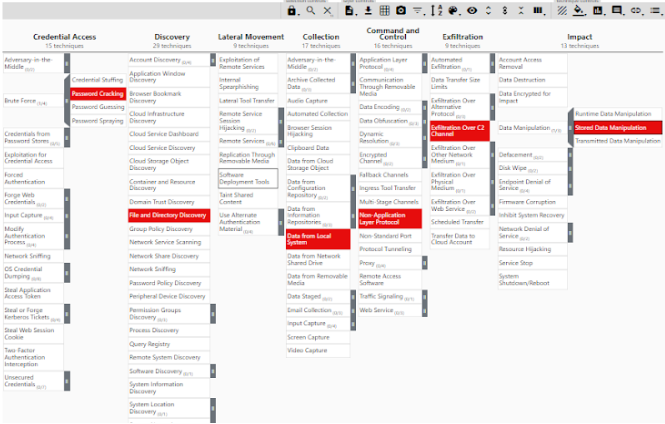 Credential Access
15 techniques
Adversary-in-the-
Middle (0/3)
Brute Force (1/4)
Credential Stuffing
Password Cracking
Password Guessing
Password Spraying
Credentials from
Password Stores (0/5)
Exploitation for
Credential Access
Forced
Authentication
Forge Web
Credentials (0/2)
Input Capture (0/4)
Modify
Authentication
Process
Network Sniffing
OS Credential
Dumping
Steal Application
Access Token
Steal or Forge
Kerberos Tickets (0/4)
Steal Web Session
Cookie
Two-Factor
Authentication
Interception
Unsecured
Credentials (0/7)
Discovery
29 techniques
Account Discovery (0/4)
Application Window
Discovery
Browser Bookmark
Discovery
Cloud Infrastructure
Discovery
Cloud Service Dashboard
Cloud Service Discovery
Cloud Storage Object
Discovery
Container and Resource
Discovery
Domain Trust Discovery
File and Directory Discovery
Group Policy Discovery
Network Service Scanning
Network Share Discovery
Network Sniffing
Password Policy Discovery
Peripheral Device Discovery
Permission Groups
Discovery (0/3)
Process Discovery
Query Registry
Remote System Discovery
Software Discovery (0/1)
System Information
Discovery
System Location
Discovery (0/1)
Lateral Movement
9 techniques
Exploitation of
Remote Services
Internal
Spearphishing
Lateral Tool Transfer
Remote Service
Session
Hijacking (0/2)
Remote Services (0/6)
Replication Through
Removable Media
Software
Deployment Tools
Taint Shared
Content
Use Alternate
Authentication
Material (0/4)
Collection
17 techniques
Adversary-in-the-
Middle (0/3)
Archive Collected
Data (0/3)
Audio Capture
Automated Collection
Browser Session
Hijacking
Clipboard Data
Data from Cloud
Storage Object
Data from
Configuration
Repository (0/2)
Data from
Information
Repositories (0/3)
Data from Local
System
Data from Network
Shared Drive
Data from Removable
Media
Data Staged (0/2)
Email Collection (0/3)
Input Capture (0/4)
Screen Capture
Video Capture
Command and
Control
16 techniques
Application Layer
Protocol (0/4)
Communication
Through Removable
Media
Data Encoding (0/2)
Data Obfuscation (0/3)
Dynamic
Resolution (0/3)
Encrypted
Channel (0/2)
Fallback Channels
Ingress Tool Transfer
Multi-Stage Channels
Non-Application
Layer Protocol
Non-Standard Port
Protocol Tunneling
Proxy (0/4)
Remote Access
Software
Traffic Signaling (0/1)
Web Service (0/3)
Exfiltration
9 techniques
Automated
Exfiltration (0/1)
Data Transfer Size
Limits
Exfiltration Over
Alternative
Protocol (0/3)
Exfiltration Over C2
Channel
Exfiltration Over
Other Network
Medium (0/1)
Exfiltration Over
Physical
Medium (0/1)
Exfiltration Over
Web Service (0/2)
Scheduled Transfer
Transfer Data to
Cloud Account
Impact
13 techniques
Account Access
Removal
Data Destruction
Data Encrypted for
Impact
Data Manipulation (1/3)
Runtime Data Manipulation
Stored Data Manipulation
Transmitted Data Manipulation
Defacement (0/2)
Disk Wipe (0/2)
Endpoint Denial of
Service (0/4)
Firmware Corruption
Inhibit System Recovery
Network Denial of
Service (0/2)
Resource Hijacking
Service Stop
System
Shutdown/Reboot